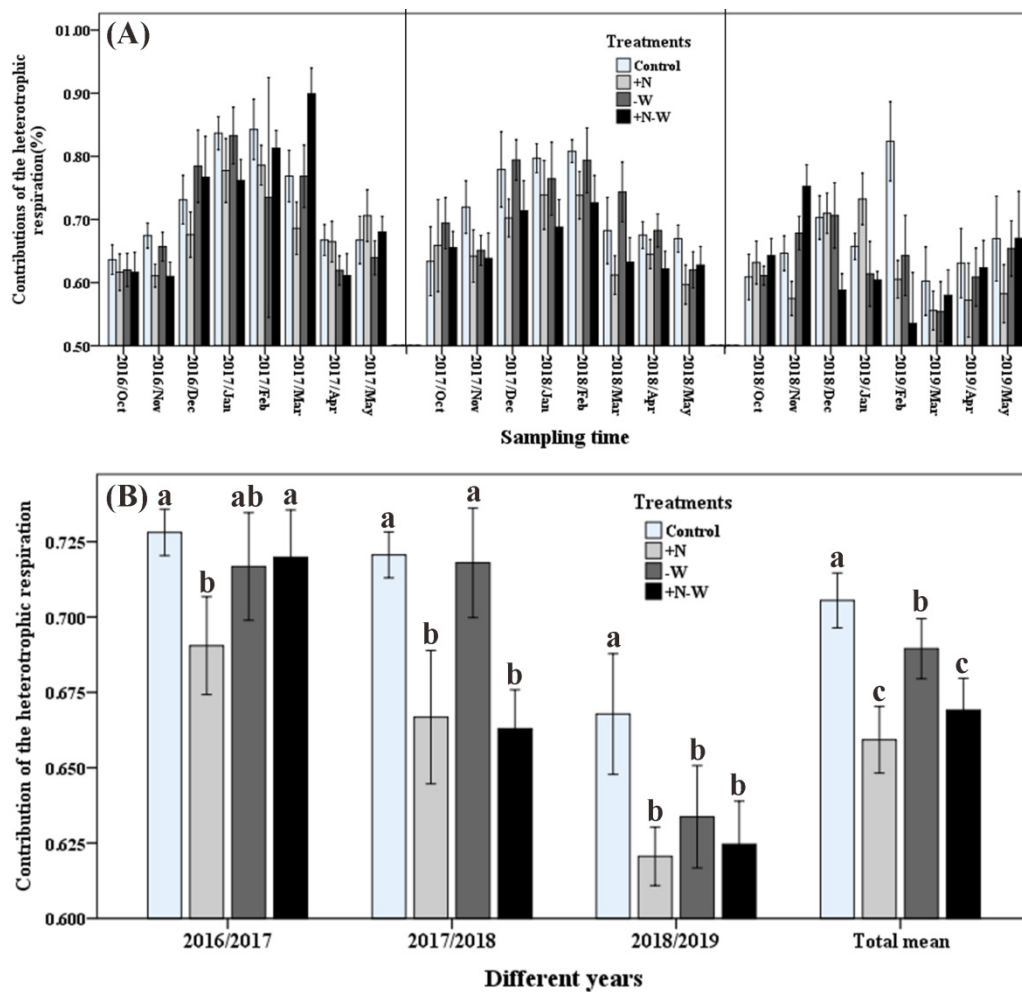 (A)
Contributions of the heterotrophic
respiration(%)
01.00
0.90
0.80
0.70
0.60
0.50
Treatments
Control
+N
-W
+N-W
2016/Oct
2016/Nov
2016/Dec
2017/Jan
2017/Feb
2017/Mar
2017/Apr
2017/May
2017/Oct
2017/Nov
2017/Dec
2018/Jan
2018/Feb
2018/Mar
2018/Apr
2018/May
2018/Oct
2018/Nov
2018/Dec
2019/Jan
2019/Feb
2019/Mar
2019/Apr
2019/May
Sampling time
(B)
Contribution of the heterotrophic respiration
0.725
0.700
0.675
0.650
0.625
0.600
Treatments
Control
+N
-W
+N-W
a b ab a
a b a b
a b b b
a c b c
2016/2017 2017/2018 2018/2019 Total mean
Different years